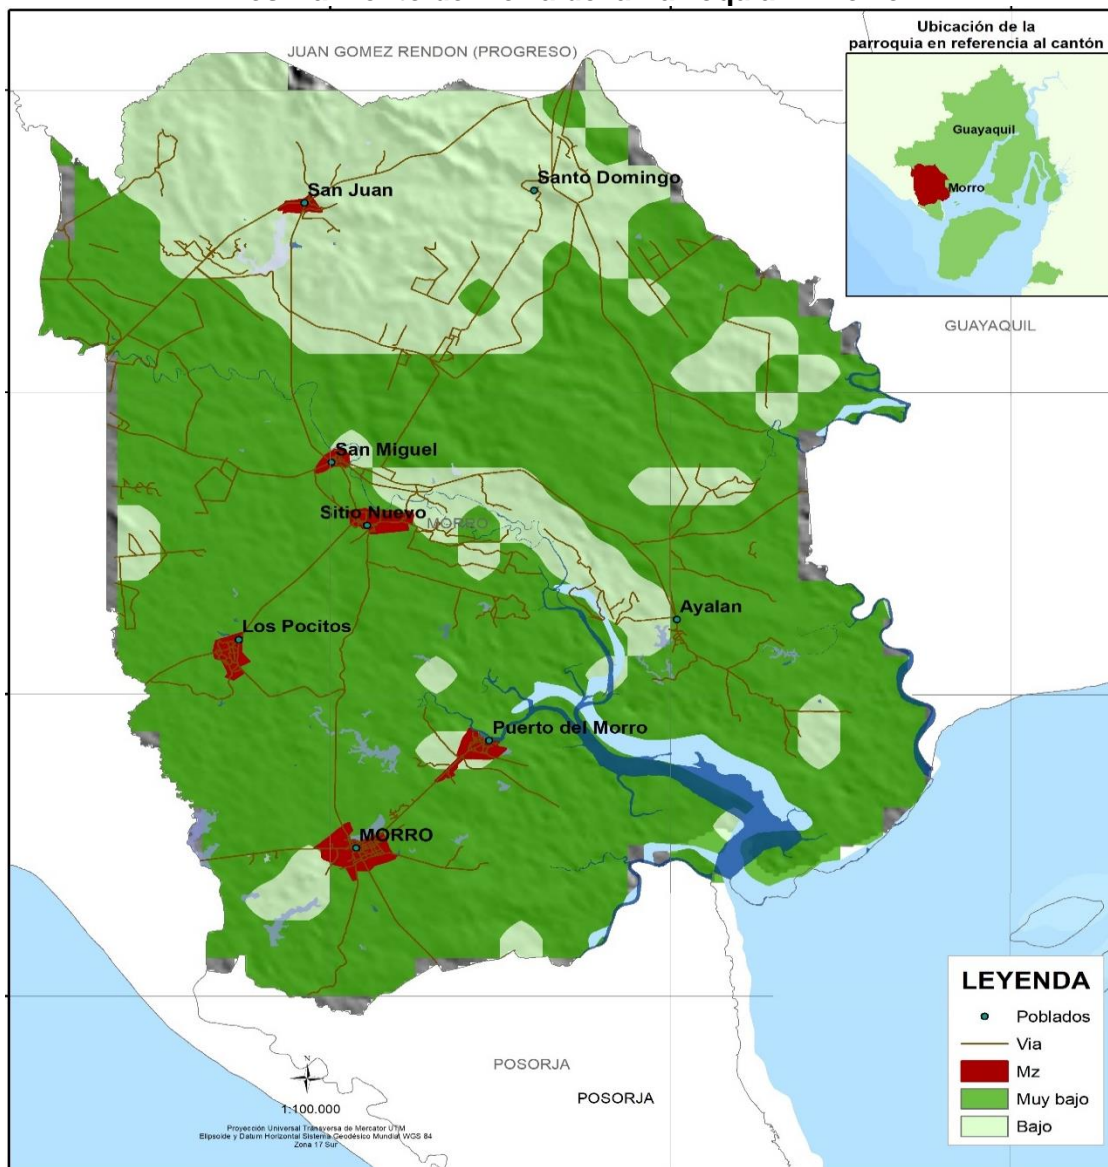 JUAN GOMEZ RENDON (PROGRESO)
Ubicación de la
parroquia en referencia al cantón
Guayaquil
Morro
San Juan
Santo Domingo
GUAYAQUIL
San Miguel
Sitio Nuevo
MORRO
Ayalan
Los Pocitos
Puerto del Morro
MORRO
LEYENDA
Poblados
Via
Mz
Muy bajo
Bajo
POSORJA
POSORJA
N
1:100.000
Proyección Universal Transversa de Mercator UTM
Elipsoide y Datum Horizontal Sistema Geodésico Mundial WGS 84
Zona 17 Sur